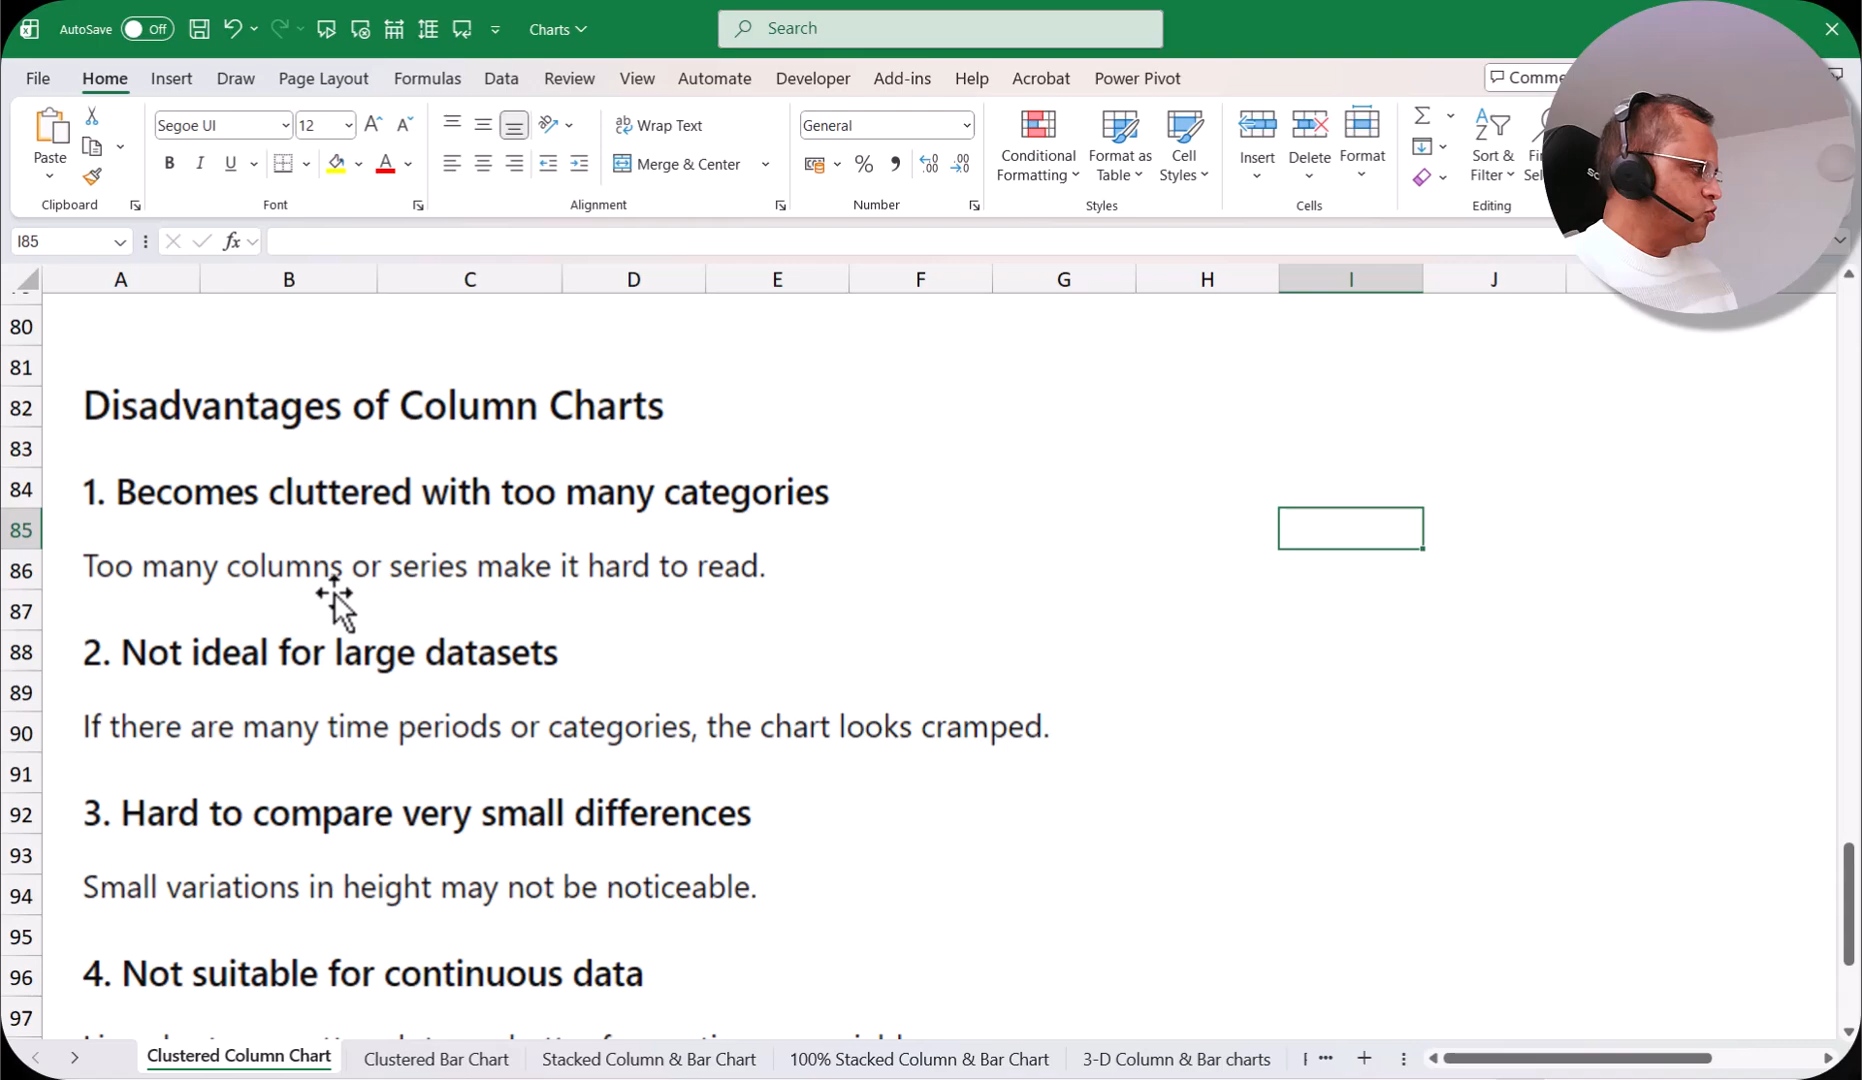 AutoSave Off Charts Search
File Home Insert Draw Page Layout Formulas Data Review View Automate Developer Add-ins Help Acrobat Power Pivot
Paste
Clipboard
Segoe UI 12
B I U
Font
Wrap Text
Merge & Center
Alignment
General
Number
Conditional Formatting
Format as Table
Cell Styles
Styles
Insert Delete Format
Cells
Sort & Filter
Editing
I85 fx
A B C D E F G H I J
80
81
82 Disadvantages of Column Charts
83
84 1. Becomes cluttered with too many categories
85
86 Too many columns or series make it hard to read.
87
88 2. Not ideal for large datasets
89
90 If there are many time periods or categories, the chart looks cramped.
91
92 3. Hard to compare very small differences
93
94 Small variations in height may not be noticeable.
95
96 4. Not suitable for continuous data
97
Clustered Column Chart Clustered Bar Chart Stacked Column & Bar Chart 100% Stacked Column & Bar Chart 3-D Column & Bar charts